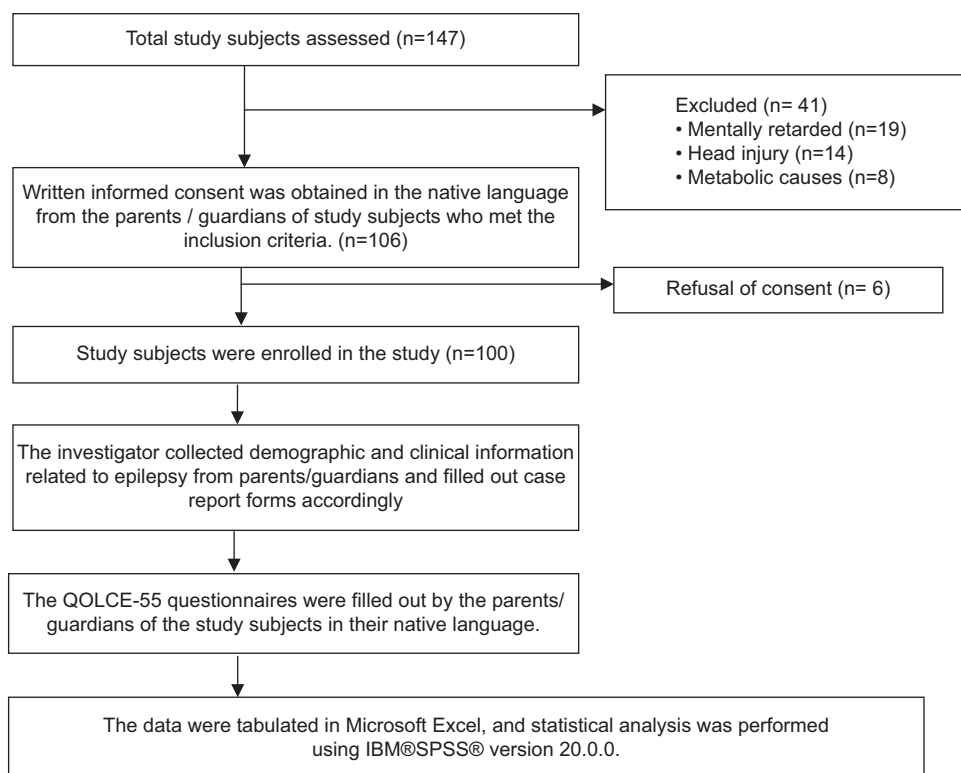 Total study subjects assessed (n=147)
Excluded (n= 41)
• Mentally retarded (n=19)
• Head injury (n=14)
• Metabolic causes (n=8)
Written informed consent was obtained in the native language
from the parents / guardians of study subjects who met the
inclusion criteria. (n=106)
Refusal of consent (n= 6)
Study subjects were enrolled in the study (n=100)
The investigator collected demographic and clinical information
related to epilepsy from parents/guardians and filled out case
report forms accordingly
The QOLCE-55 questionnaires were filled out by the parents/
guardians of the study subjects in their native language.
The data were tabulated in Microsoft Excel, and statistical analysis was performed
using IBM®SPSS® version 20.0.0.